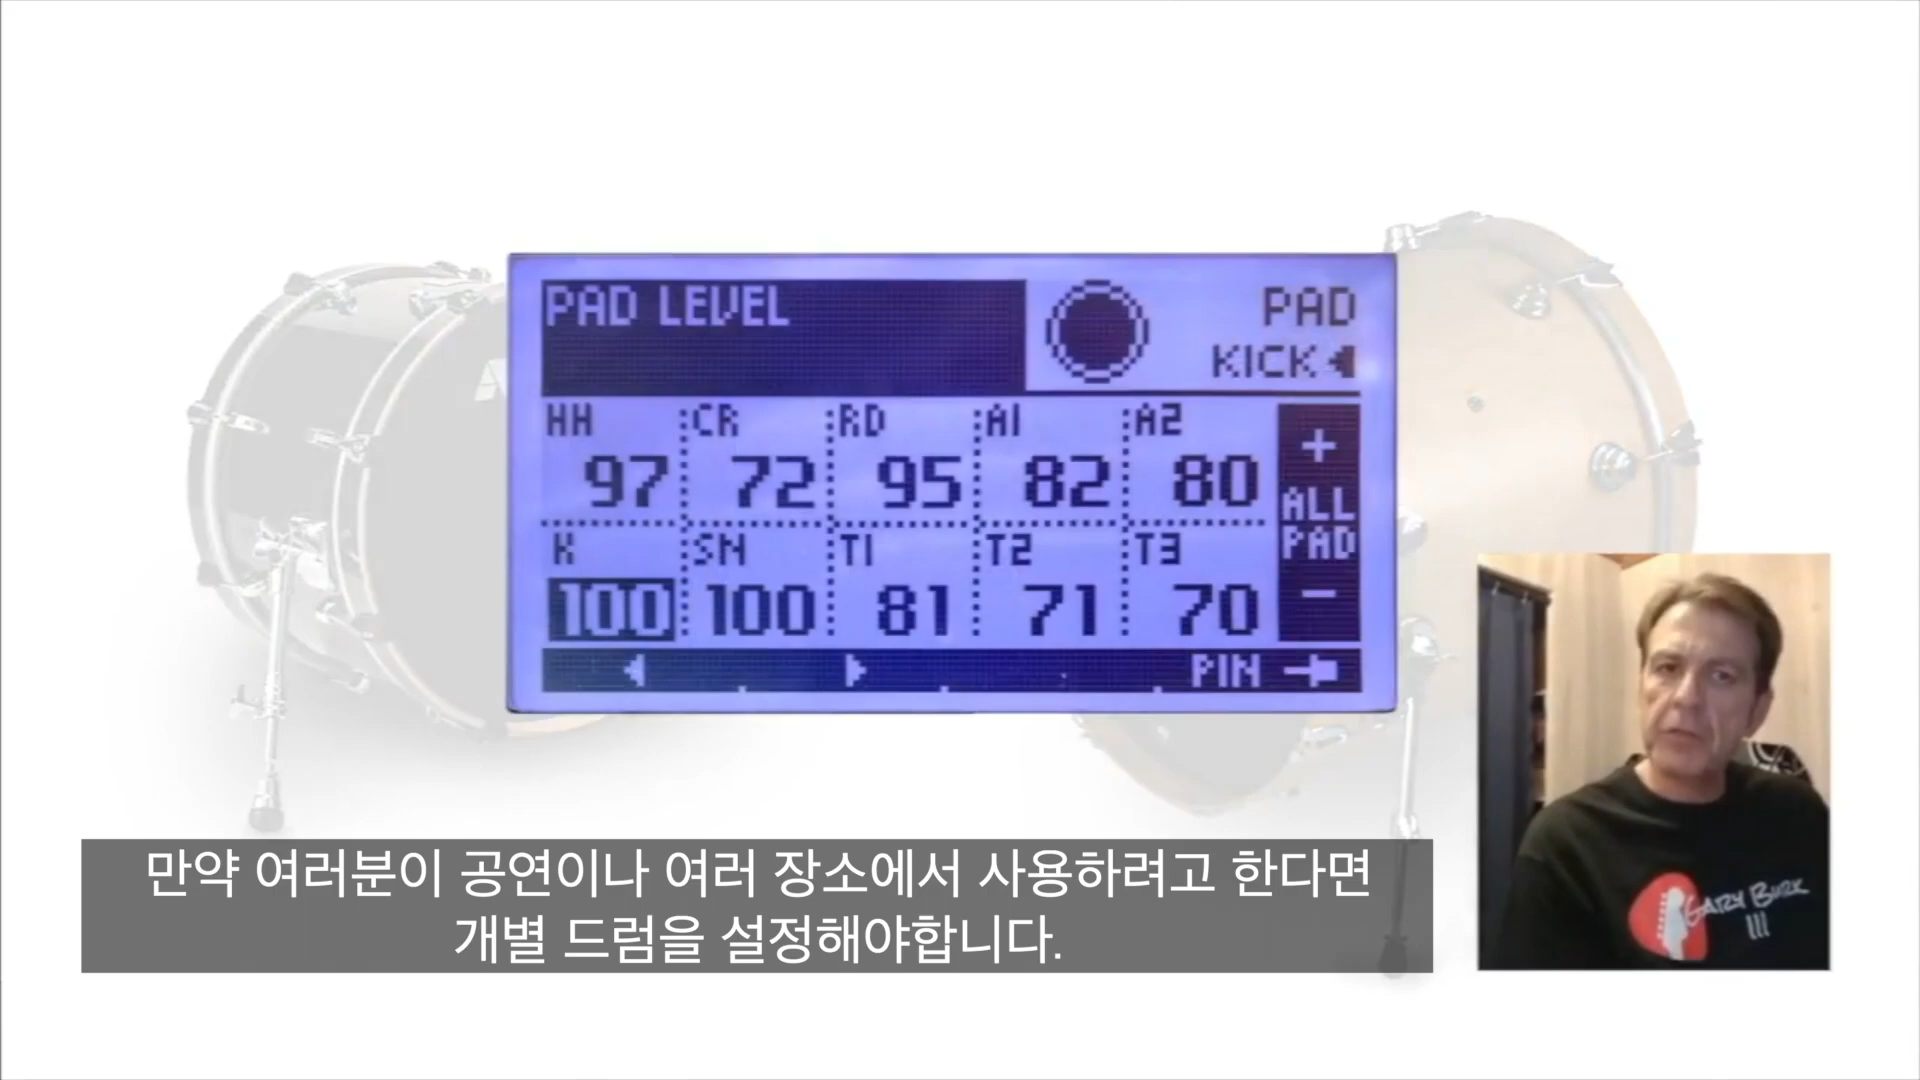 PAD LEVEL
PAD
KICK
HH CR RD A1 A2
97 72 95 82 80
+
ALL
PAD
-
K SN T1 T2 T3
100 100 81 71 70
PIN
GARY BURK
III
만약 여러분이 공연이나 여러 장소에서 사용하려고 한다면
개별 드럼을 설정해야합니다.